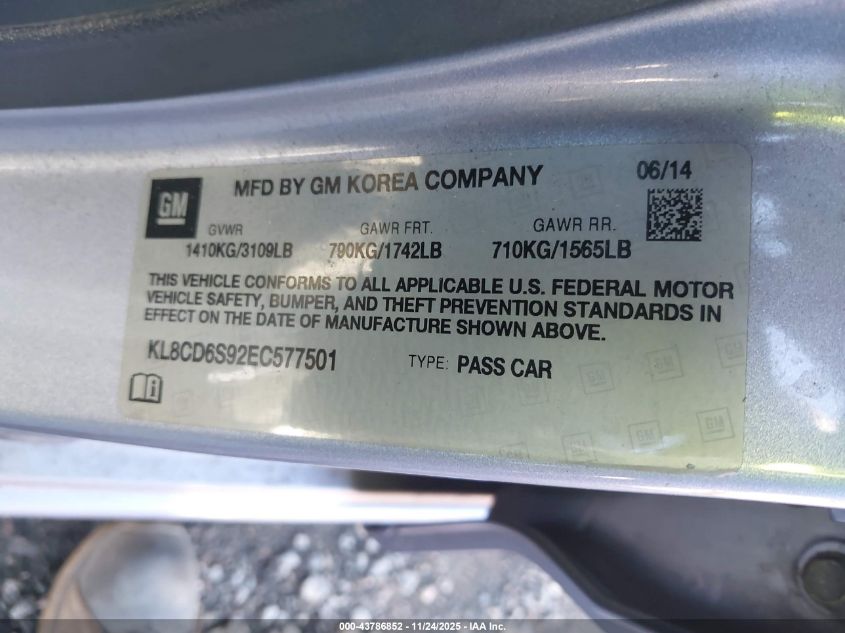 GM
MFD BY GM KOREA COMPANY
06/14
GVWR GAWR FRT. GAWR RR.
1410KG/3109LB 790KG/1742LB 710KG/1565LB
THIS VEHICLE CONFORMS TO ALL APPLICABLE U.S. FEDERAL MOTOR
VEHICLE SAFETY, BUMPER, AND THEFT PREVENTION STANDARDS IN
EFFECT ON THE DATE OF MANUFACTURE SHOWN ABOVE.
KL8CD6S92EC577501 TYPE: PASS CAR
000-43786852 - 11/24/2025 - IAA Inc.